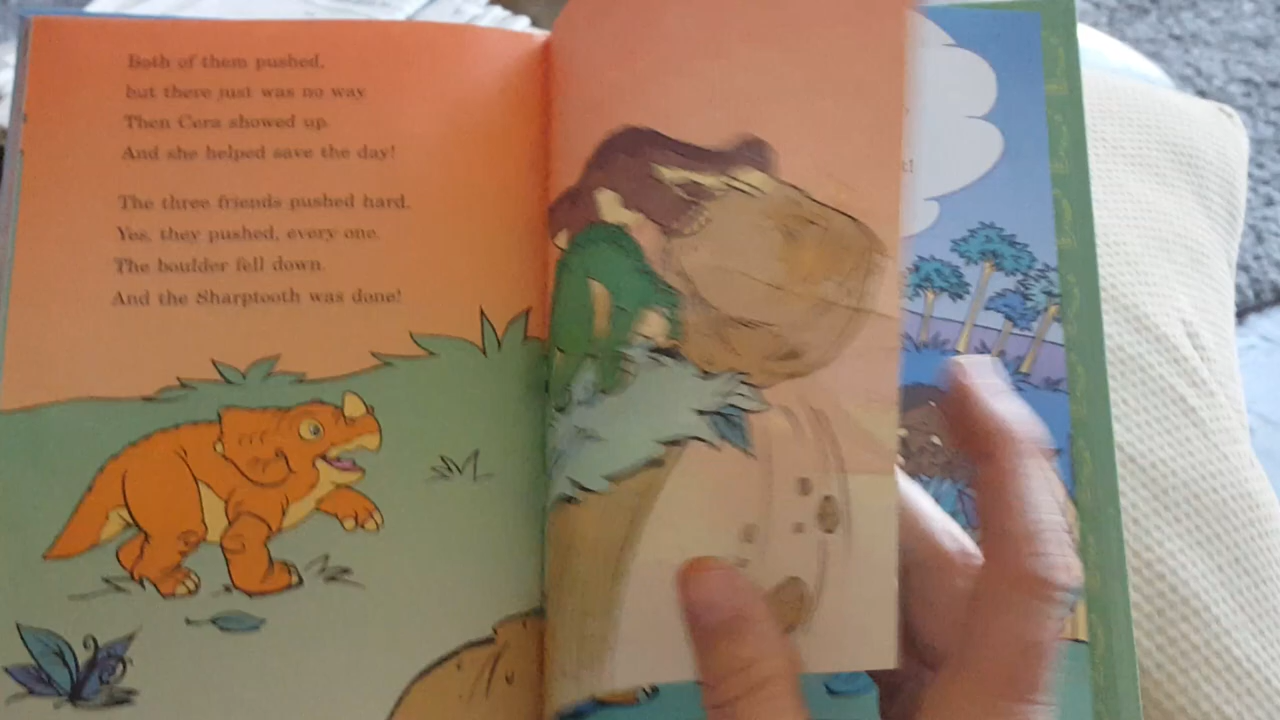 Both of them pushed,
but there just was no way
Then Cera showed up.
And she helped save the day!
The three friends pushed hard.
Yes, they pushed, every one.
The boulder fell down.
And the Sharptooth was done!